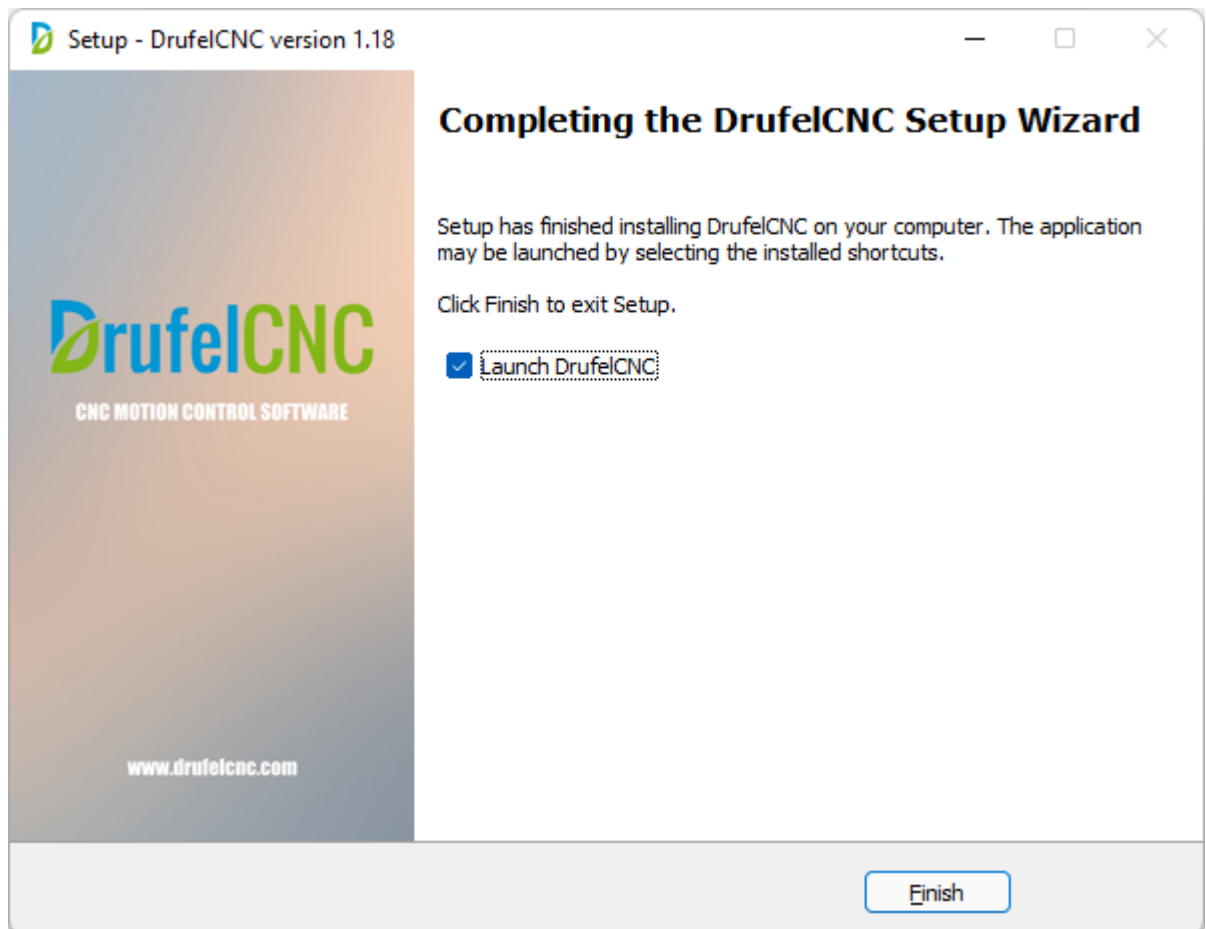 Setup - DrufelCNC version 1.18
Completing the DrufelCNC Setup Wizard
Setup has finished installing DrufelCNC on your computer. The application
may be launched by selecting the installed shortcuts.
Click Finish to exit Setup.
Launch DrufelCNC
DrufelCNC
CNC MOTION CONTROL SOFTWARE
www.drufelcnc.com
Finish